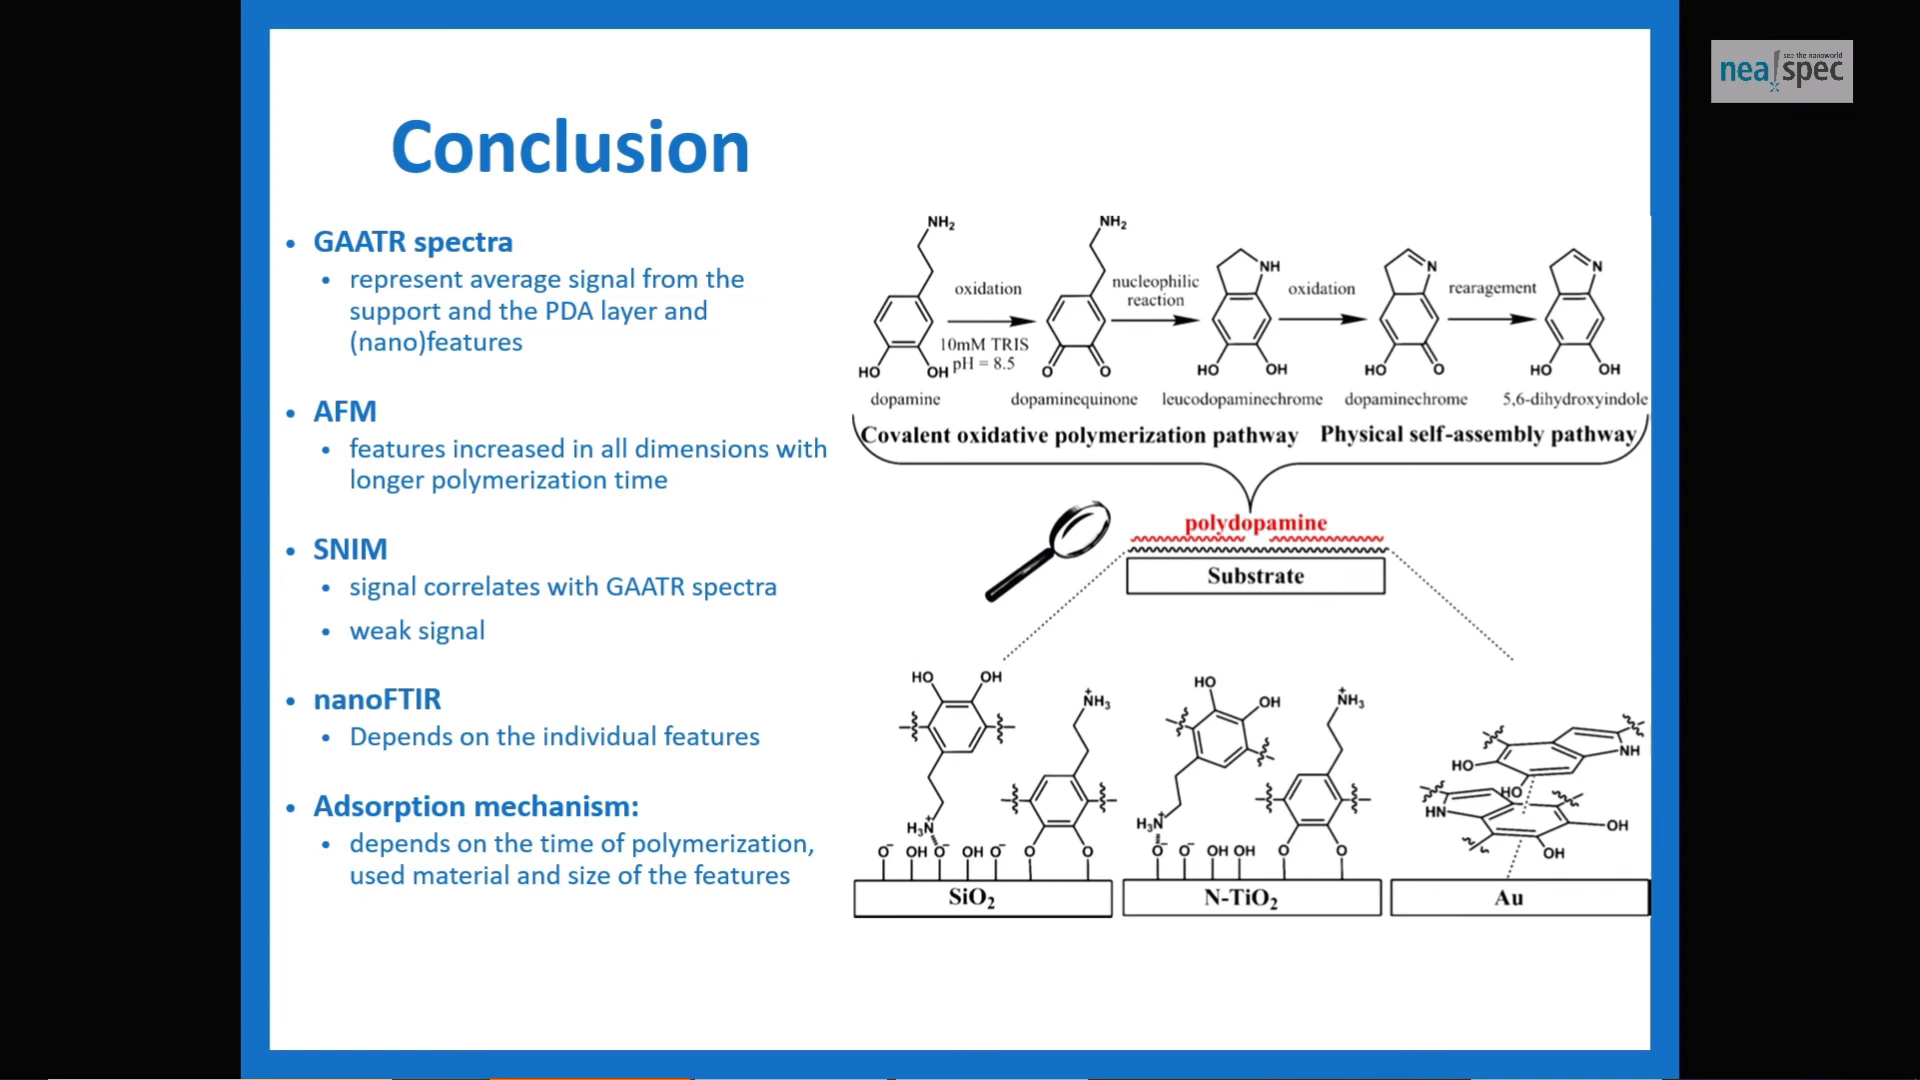 see the nanoworld
neaspec
Conclusion
• GAATR spectra
• represent average signal from the
support and the PDA layer and
(nano)features
• AFM
• features increased in all dimensions with
longer polymerization time
• SNIM
• signal correlates with GAATR spectra
• weak signal
• nanoFTIR
• Depends on the individual features
• Adsorption mechanism:
• depends on the time of polymerization,
used material and size of the features
NH₂ NH₂
NH N N
oxidation nucleophilic oxidation rearagement
reaction
10mM TRIS
pH = 8.5
HO OH O O HO OH HO O HO OH
dopamine dopaminequinone leucodopaminechrome dopaminechrome 5,6-dihydroxyindole
Covalent oxidative polymerization pathway Physical self-assembly pathway
polydopamine
Substrate
HO OH NH₃⁺ HO OH NH₃⁺
HO NH
HO
HN OH
OH
H₃N⁺ H₃N⁺
O⁻ OH O⁻ OH O⁻ O O O⁻ O⁻ OH OH O O
SiO₂ N-TiO₂ Au